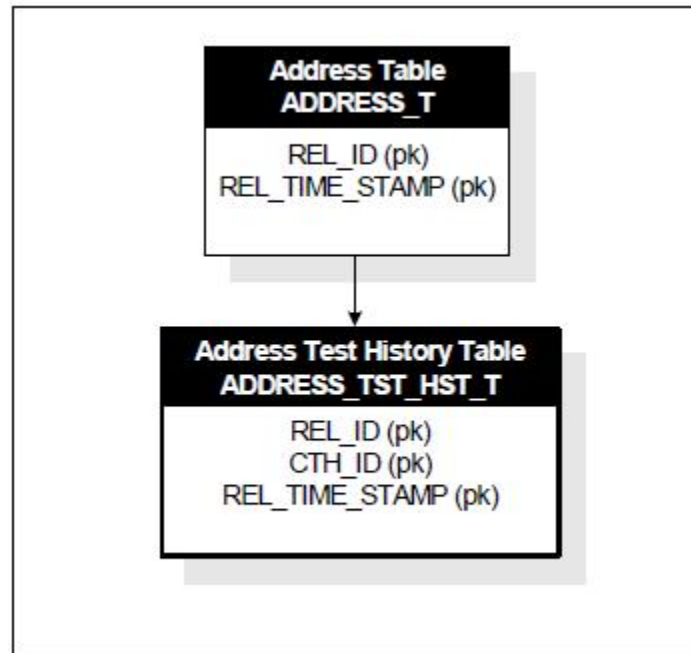 Address Table
ADDRESS_T
REL_ID (pk)
REL_TIME_STAMP (pk)
Address Test History Table
ADDRESS_TST_HST_T
REL_ID (pk)
CTH_ID (pk)
REL_TIME_STAMP (pk)